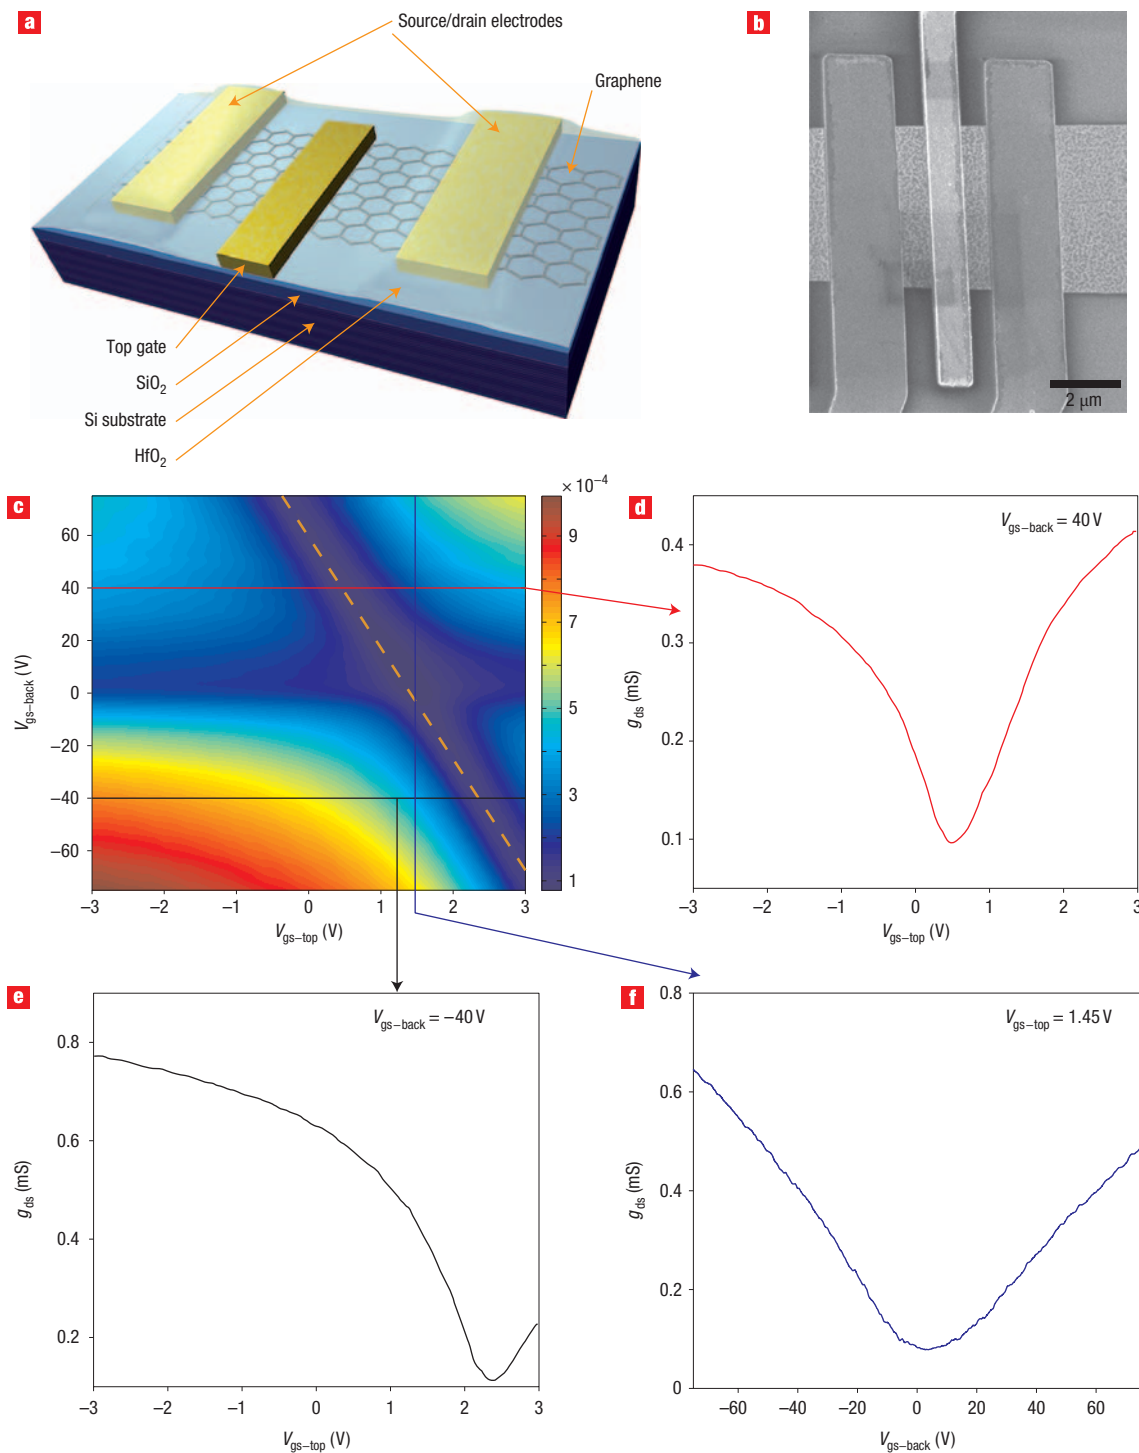 a
Source/drain electrodes
Graphene
Top gate
SiO2
Si substrate
HfO2
b
2 μm
c
× 10–4
9
7
5
3
1
60
40
20
0
–20
–40
–60
Vgs–back (V)
–3 –2 –1 0 1 2 3
Vgs–top (V)
d
Vgs–back = 40 V
0.4
0.3
0.2
0.1
gds (mS)
–3 –2 –1 0 1 2 3
Vgs–top (V)
e
Vgs–back = –40 V
0.8
0.6
0.4
0.2
gds (mS)
–3 –2 –1 0 1 2 3
Vgs–top (V)
f
Vgs–top = 1.45 V
0.8
0.6
0.4
0.2
0
gds (mS)
–60 –40 –20 0 20 40 60
Vgs–back (V)